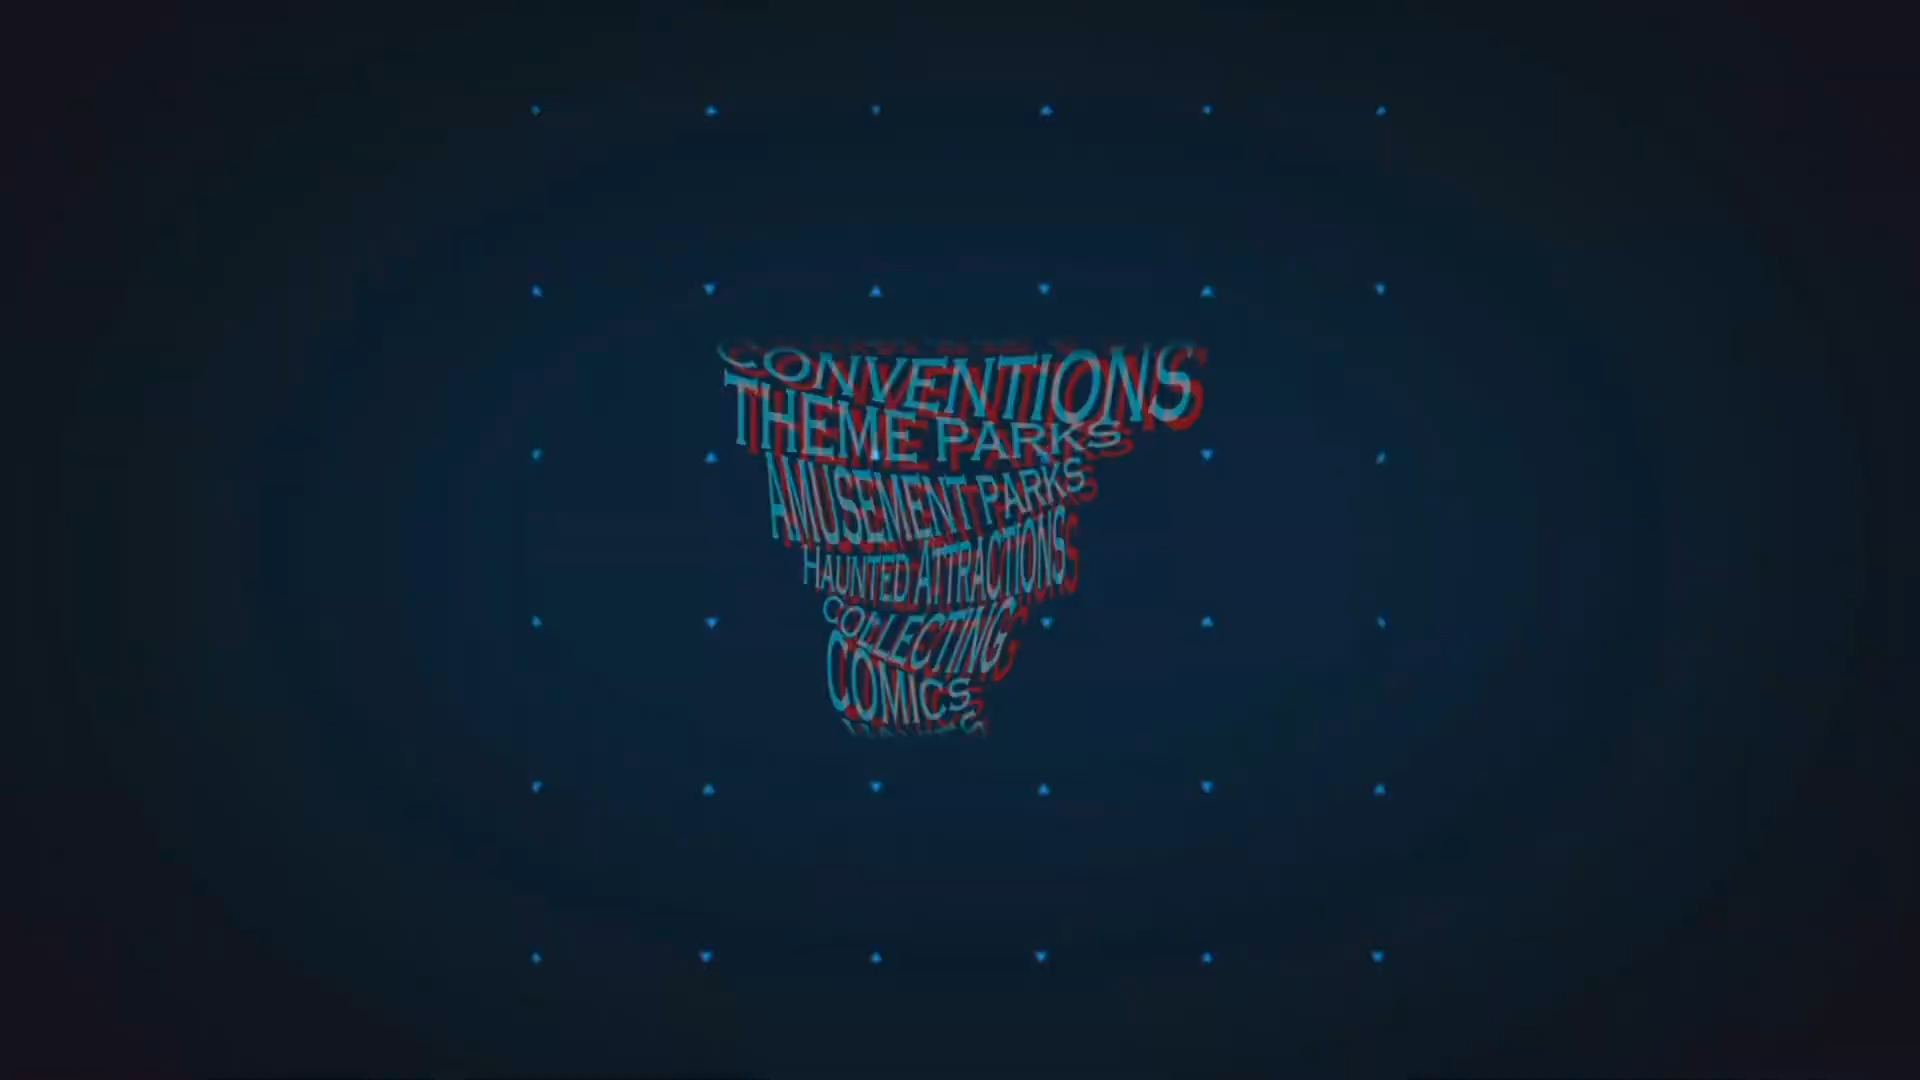 CONVENTIONS
THEME PARKS
AMUSEMENT PARKS
HAUNTED ATTRACTIONS
COLLECTING
COMICS